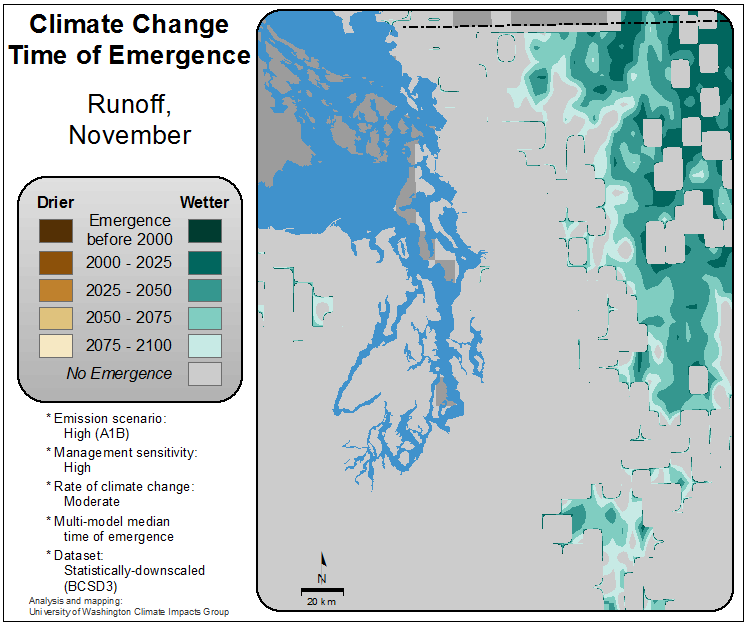 Climate Change
Time of Emergence
Runoff,
November
Drier
Wetter
Emergence
before 2000
2000 - 2025
2025 - 2050
2050 - 2075
2075 - 2100
No Emergence
* Emission scenario:
High (A1B)
* Management sensitivity:
High
* Rate of climate change:
Moderate
* Multi-model median
time of emergence
* Dataset:
Statistically-downscaled
(BCSD3)
Analysis and mapping:
University of Washington Climate Impacts Group
N
20 km